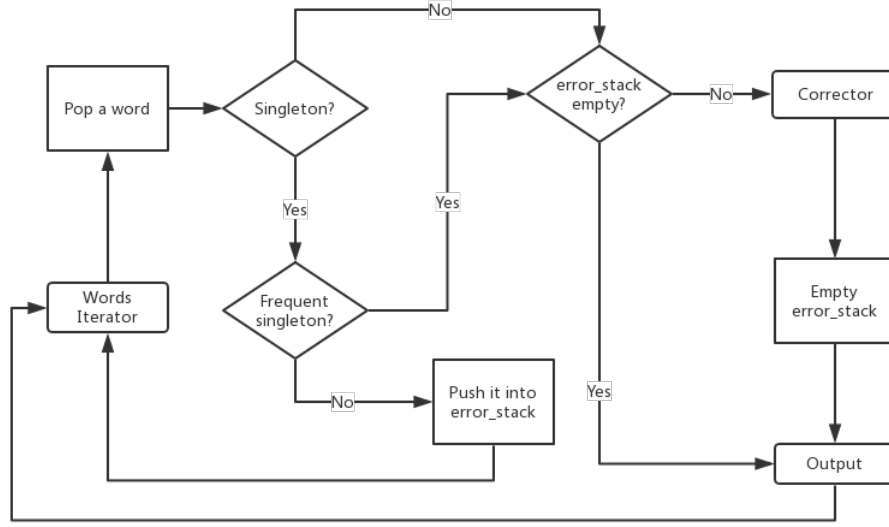 No
Pop a word
Singleton?
error_stack
empty?
No
Corrector
Yes
Yes
Words
Iterator
Frequent
singleton?
Empty
error_stack
No
Push it into
error_stack
Yes
Output